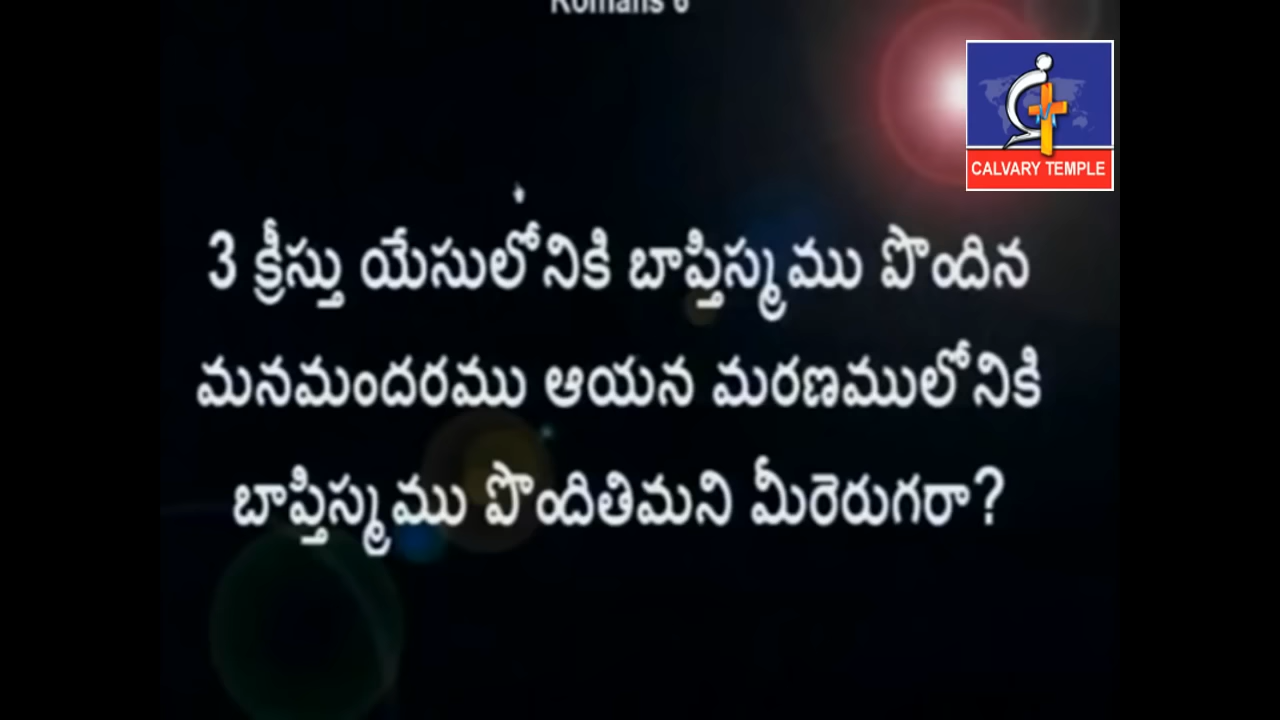 Romans 6
CALVARY TEMPLE
3 క్రీస్తు యేసులోనికి బాప్తిస్మము పొందిన
మనమందరము ఆయన మరణములోనికి
బాప్తిస్మము పొందితిమని మీరెరుగరా?